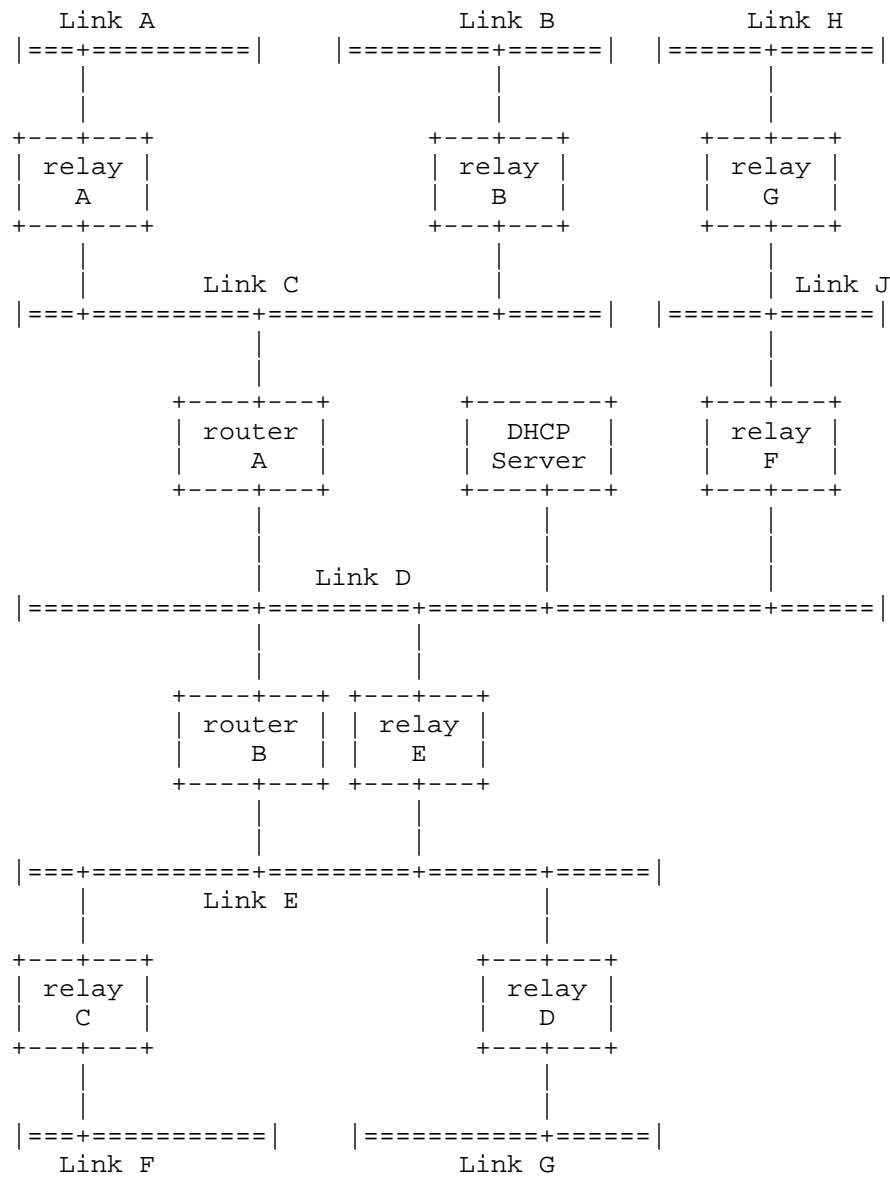 Link A Link B Link H
|===+==========| |=========+======| |======+======|
| | |
| | |
+---+---+ +---+---+ +---+---+
| relay | | relay | | relay |
| A | | B | | G |
+---+---+ +---+---+ +---+---+
| | |
| Link C | | Link J
|===+==========+==============+======| |======+======|
| |
| |
+----+---+ +--------+ +---+---+
| router | | DHCP | | relay |
| A | | Server | | F |
+----+---+ +----+---+ +---+---+
| | |
| | |
| Link D | |
|==============+=========+=======+=============+======|
| |
| |
+----+---+ +---+---+
| router | | relay |
| B | | E |
+----+---+ +---+---+
| |
| |
|===+==========+=========+=======+======|
| Link E |
| |
+---+---+ +---+---+
| relay | | relay |
| C | | D |
+---+---+ +---+---+
| |
| |
|===+===========| |===========+======|
Link F Link G